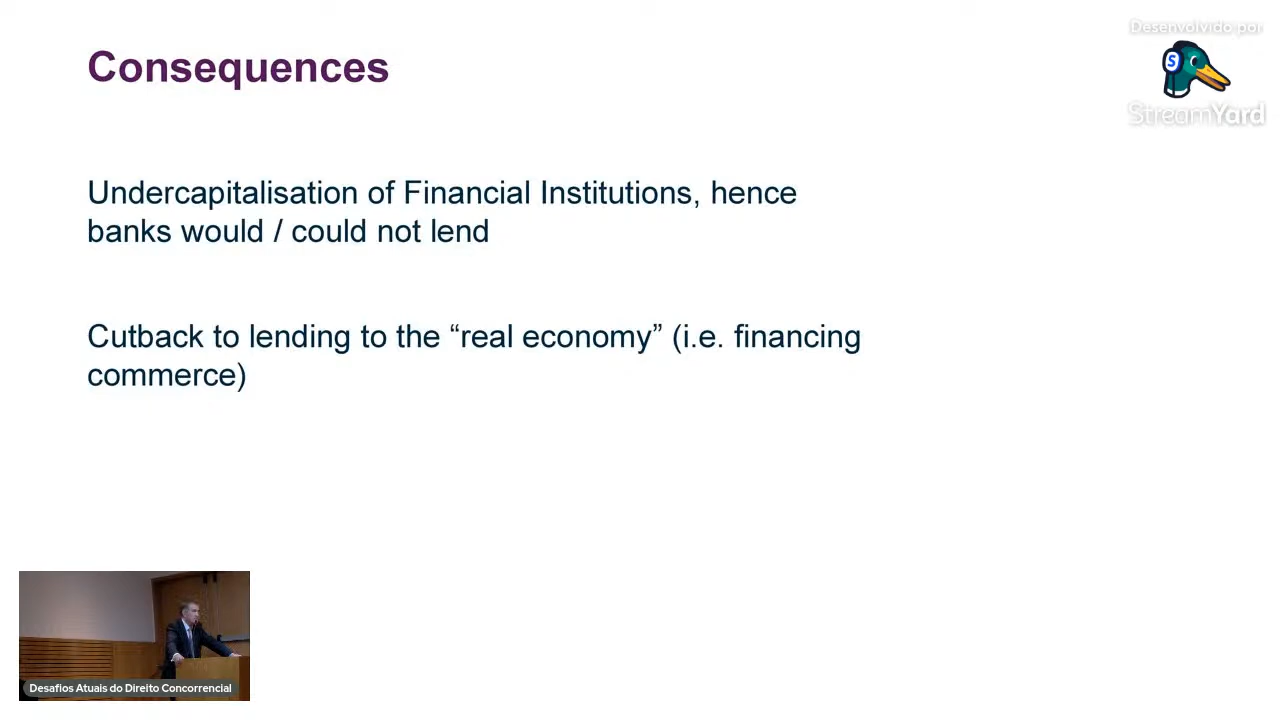 Desenvolvido por
Consequences
S
StreamYard
Undercapitalisation of Financial Institutions, hence
banks would / could not lend
Cutback to lending to the “real economy” (i.e. financing
commerce)
Desafios Atuais do Direito Concorrencial